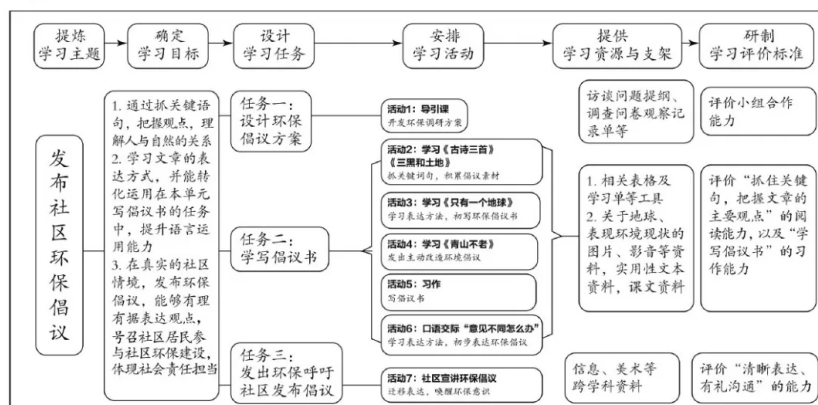 提炼
学习主题
确定
学习目标
设计
学习任务
安排
学习活动
提供
学习资源与支架
研制
学习评价标准
发布社区环保倡议
1. 通过抓关键语
句，把握观点，理
解人与自然的关系
2. 学习文章的表
达方式，并能转
化运用在本单元
写倡议书的任务
中，提升语言运
用能力
3. 在真实的社区
情境，发布环保
倡议，能够有理
有据表达观点，
号召社区居民参
与社区环保建设，
体现社会责任担当
任务一：
设计环保
倡议方案
任务二：
学写倡议书
任务三：
发出环保呼吁
社区发布倡议
活动1：导引课
开发环保调研方案
活动2：学习《古诗三首》
《三黑和土地》
抓关键词句，积累倡议素材
活动3：学习《只有一个地球》
学习表达方法，初写环保倡议书
活动4：学习《青山不老》
发出主动改造环境倡议
活动5：习作
写倡议书
活动6：口语交际“意见不同怎么办”
学习表达方法，初步表达环保倡议
活动7：社区宣讲环保倡议
迁移表达，唤醒环保意识
访谈问题提纲、
调查问卷观察记
录单等
1. 相关表格及
学习单等工具
2. 关于地球、
表现环境现状的
图片、影音等资
料，实用性文本
资料，课文资料
信息、美术等
跨学科资料
评价小组合作
能力
评价“抓住关键
句，把握文章的
主要观点”的阅
读能力，以及“学
写倡议书”的习
作能力
评价“清晰表达、
有礼沟通”的能力